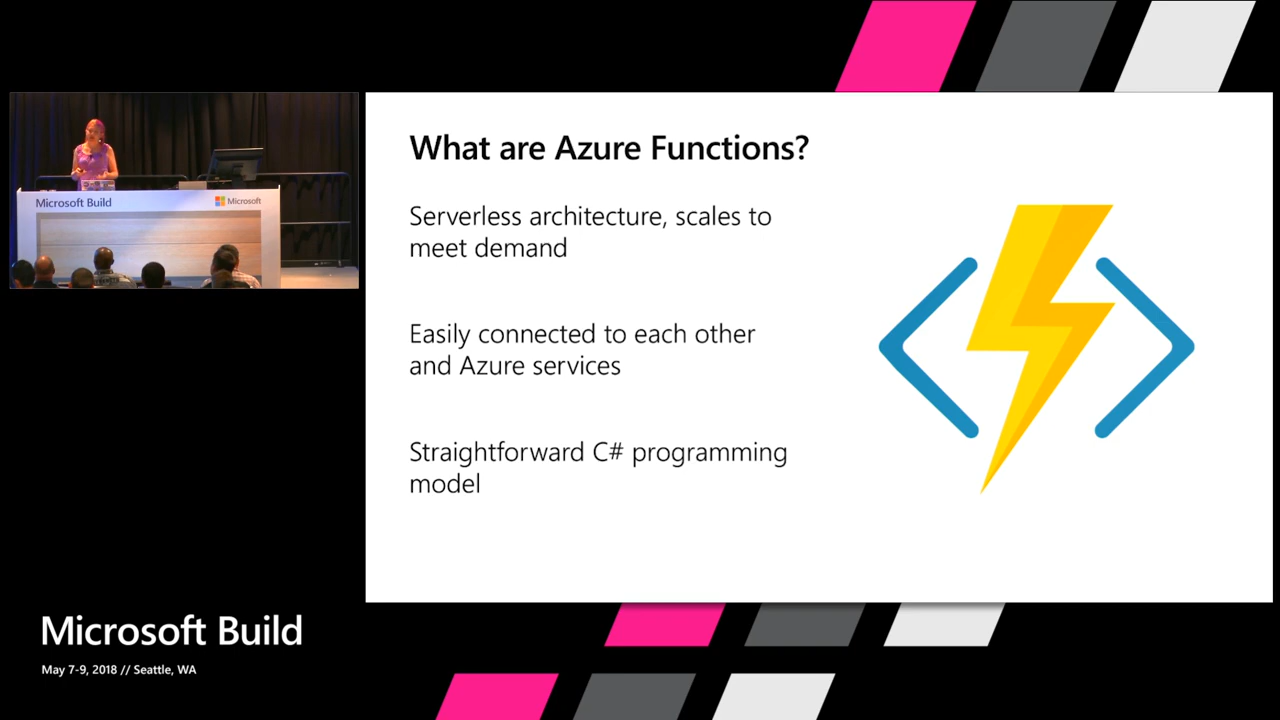 What are Azure Functions?
Serverless architecture, scales to
meet demand
Easily connected to each other
and Azure services
Straightforward C# programming
model
Microsoft Build
Microsoft
Microsoft Build
May 7-9, 2018 // Seattle, WA